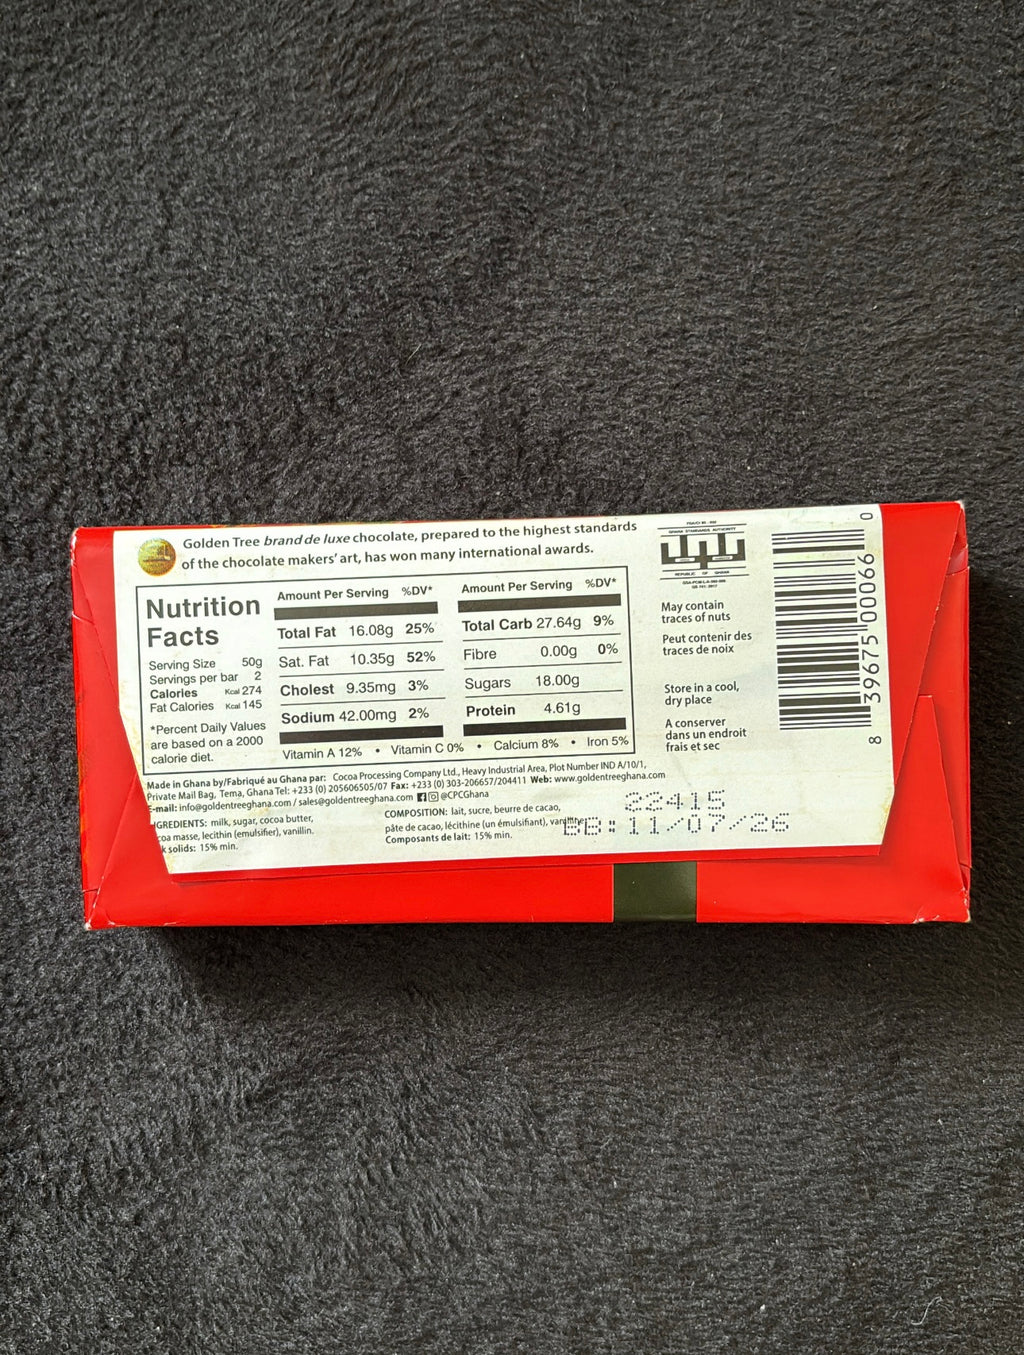 Golden Tree brand de luxe chocolate, prepared to the highest standards
of the chocolate makers' art, has won many international awards.
Nutrition
Facts
Serving Size 50g
Servings per bar 2
Calories Kcal 274
Fat Calories Kcal 145
*Percent Daily Values
are based on a 2000
calorie diet.
Amount Per Serving %DV*
Total Fat 16.08g 25%
Sat. Fat 10.35g 52%
Cholest 9.35mg 3%
Sodium 42.00mg 2%
Amount Per Serving %DV*
Total Carb 27.64g 9%
Fibre 0.00g 0%
Sugars 18.00g
Protein 4.61g
Vitamin A 12% • Vitamin C 0% • Calcium 8% • Iron 5%
GHANA STANDARDS AUTHORITY
REPUBLIC OF GHANA
May contain
traces of nuts
Peut contenir des
traces de noix
Store in a cool,
dry place
A conserver
dans un endroit
frais et sec
8 39675 00066 0
Made in Ghana by/Fabriqué au Ghana par: Cocoa Processing Company Ltd., Heavy Industrial Area, Plot Number IND A/10/1,
Private Mail Bag, Tema, Ghana Tel: +233 (0) 205606505/07 Fax: +233 (0) 303-206657/204411 Web: www.goldentreeghana.com
E-mail: info@goldentreeghana.com / sales@goldentreeghana.com @CPCGhana
GREDIENTS: milk, sugar, cocoa butter,
coa masse, lecithin (emulsifier), vanillin.
k solids: 15% min.
COMPOSITION: lait, sucre, beurre de cacao,
pâte de cacao, lécithine (un émulsifiant),
Composants de lait: 15% min.
22415
BB: 11/07/26